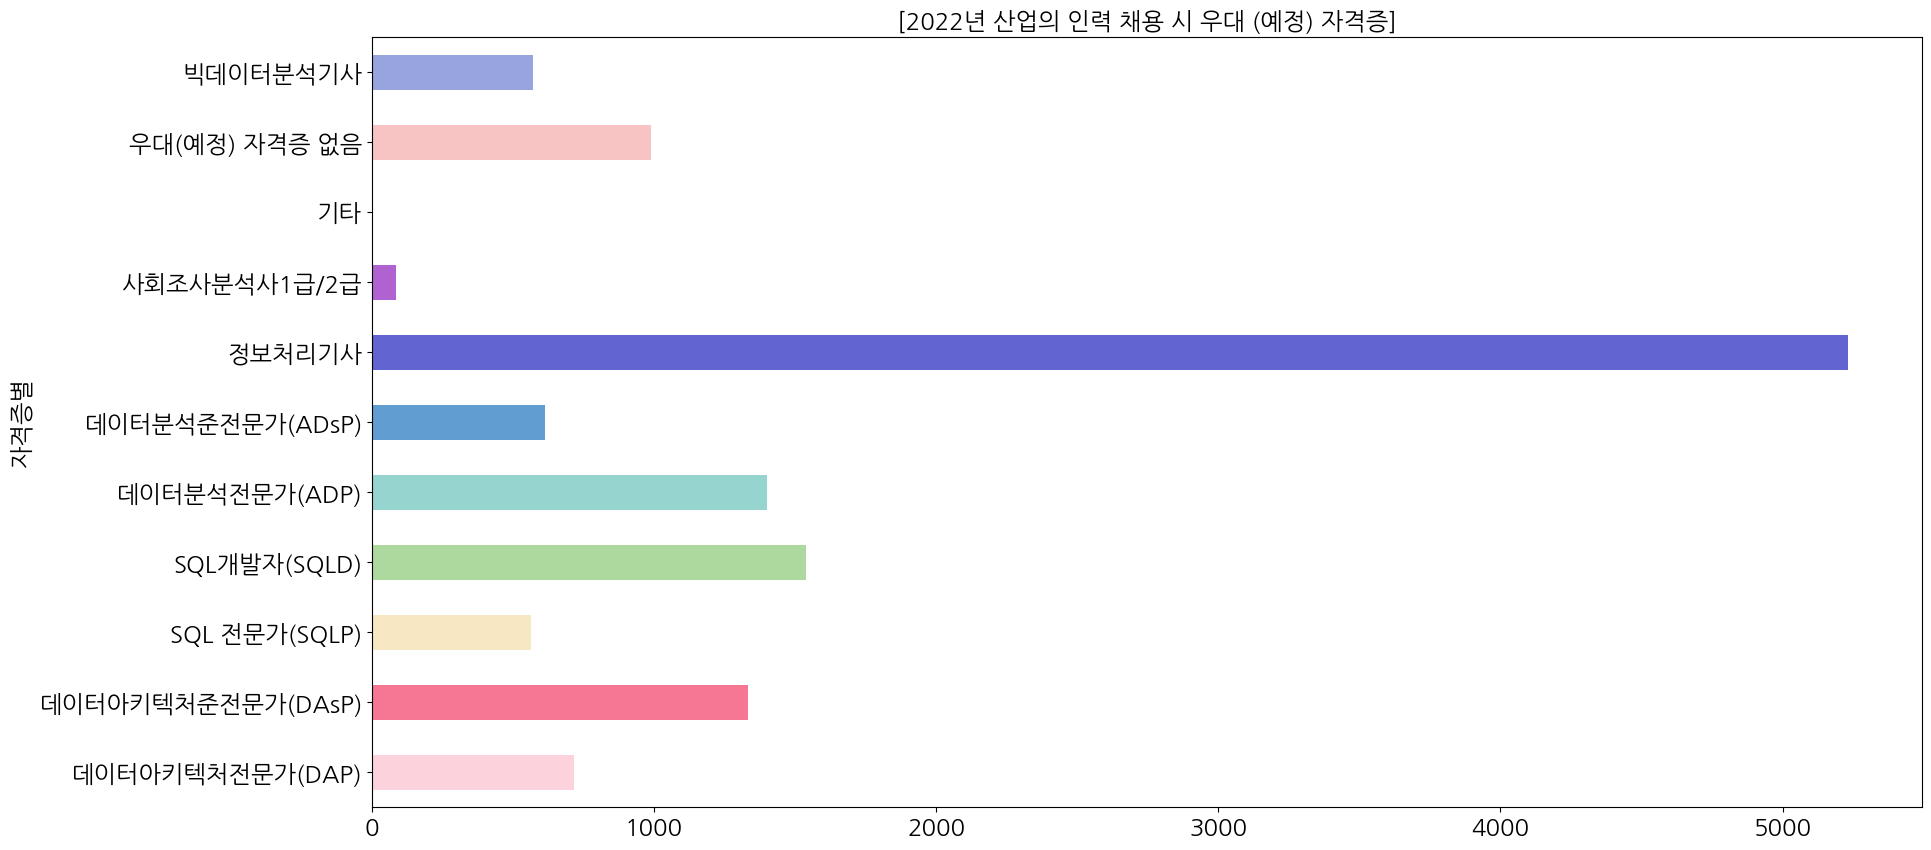 [2022년 산업의 인력 채용 시 우대 (예정) 자격증]
빅데이터분석기사
우대(예정) 자격증 없음
기타
사회조사분석사1급/2급
정보처리기사
데이터분석준전문가(ADsP)
데이터분석전문가(ADP)
SQL개발자(SQLD)
SQL 전문가(SQLP)
데이터아키텍처준전문가(DAsP)
데이터아키텍처전문가(DAP)
자격증별
0 1000 2000 3000 4000 5000